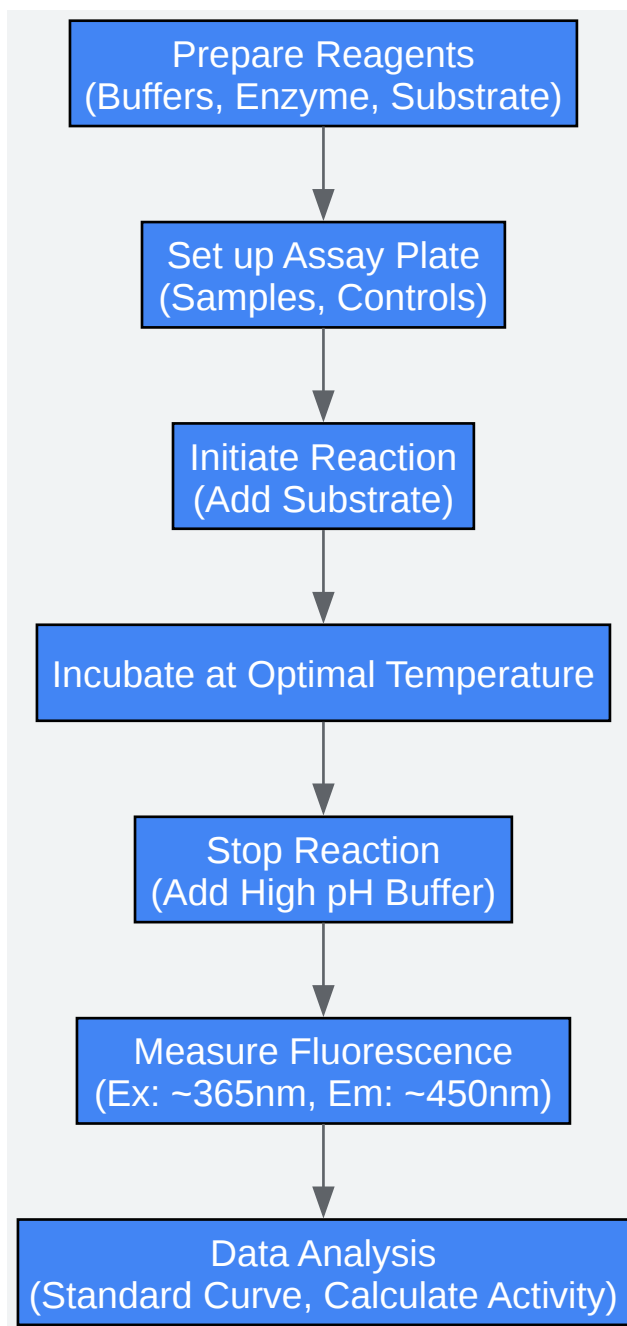 Prepare Reagents
(Buffers, Enzyme, Substrate)
Set up Assay Plate
(Samples, Controls)
Initiate Reaction
(Add Substrate)
Incubate at Optimal Temperature
Stop Reaction
(Add High pH Buffer)
Measure Fluorescence
(Ex: ~365nm, Em: ~450nm)
Data Analysis
(Standard Curve, Calculate Activity)